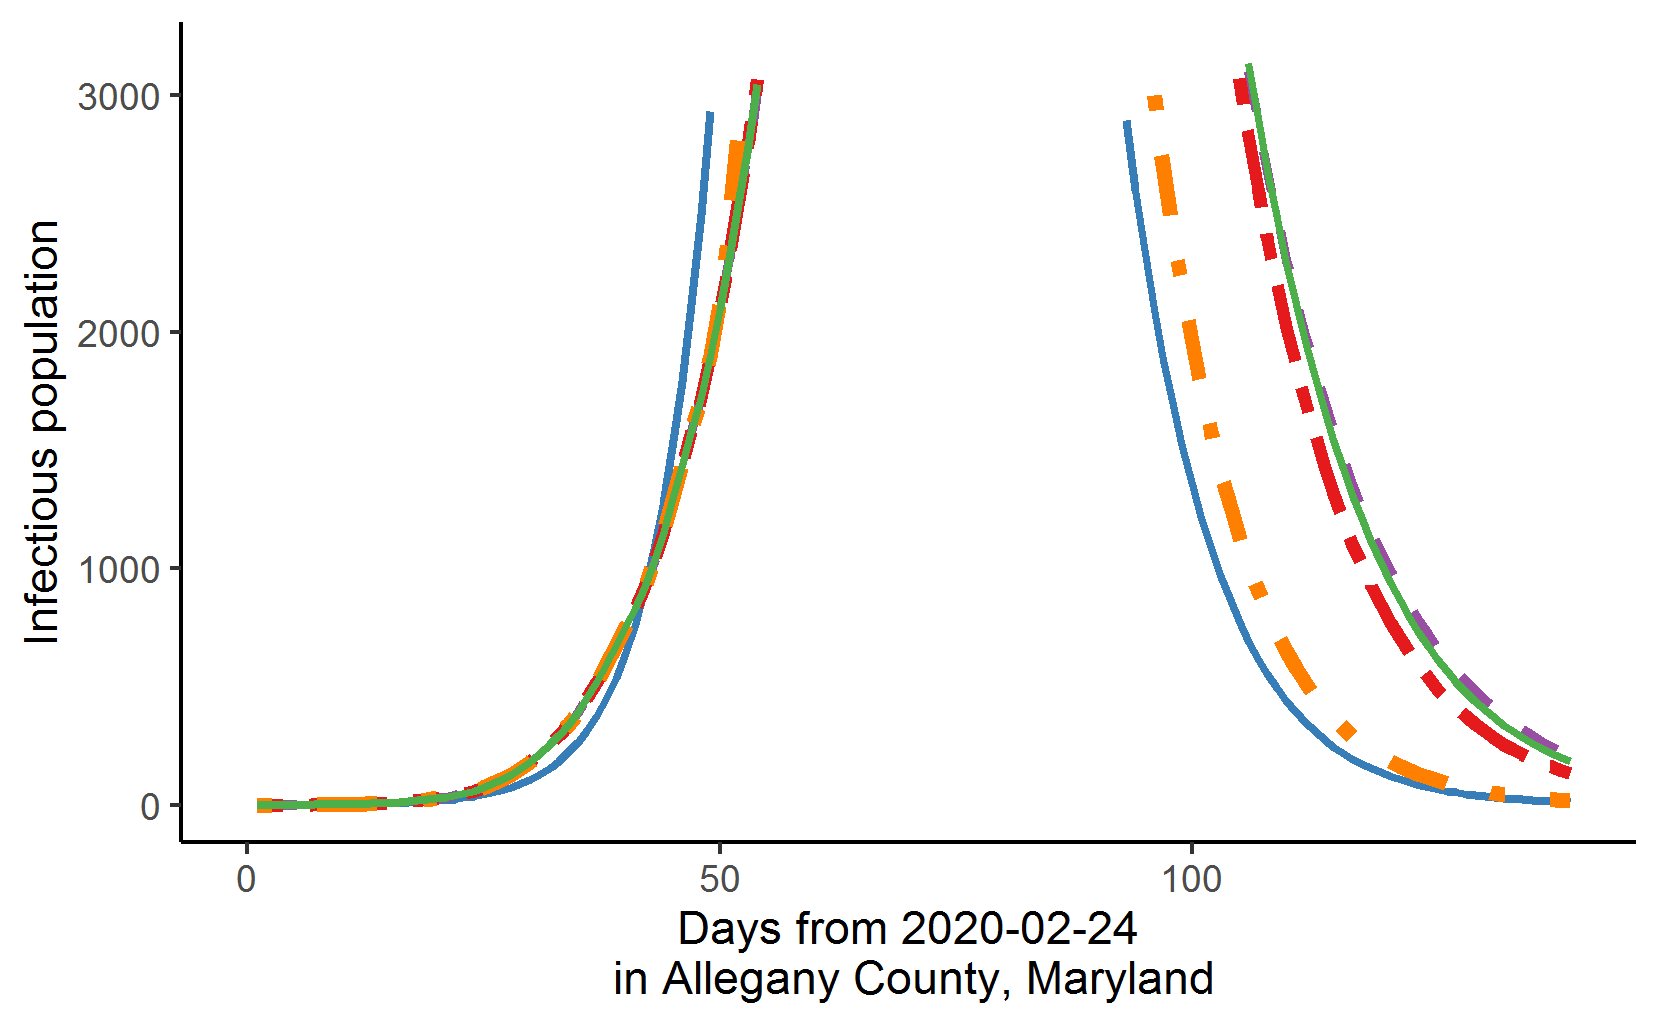 Infectious population
3000
2000
1000
0
0 50 100
Days from 2020-02-24
in Allegany County, Maryland